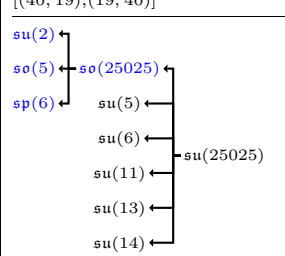 [(40, 19),(19, 40)]
𝔰𝔲(2)
𝔰𝔬(5) 𝔰𝔬(25025)
𝔰𝔭(6) 𝔰𝔲(5)
𝔰𝔲(6)
𝔰𝔲(25025)
𝔰𝔲(11)
𝔰𝔲(13)
𝔰𝔲(14)